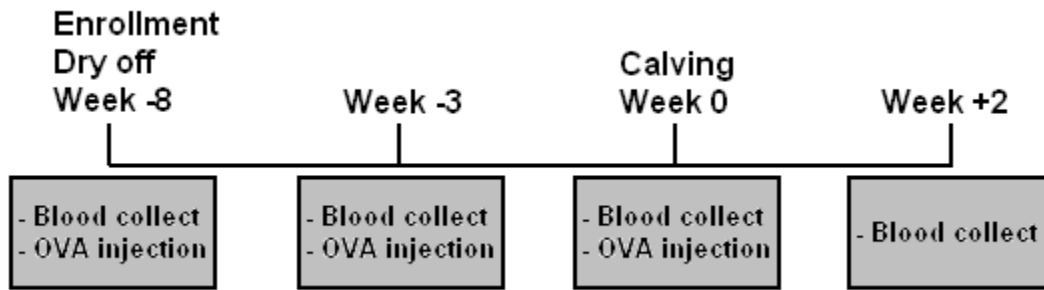 Enrollment
Dry off
Week -8
Week -3
Calving
Week 0
Week +2
- Blood collect
- OVA injection
- Blood collect
- OVA injection
- Blood collect
- OVA injection
- Blood collect